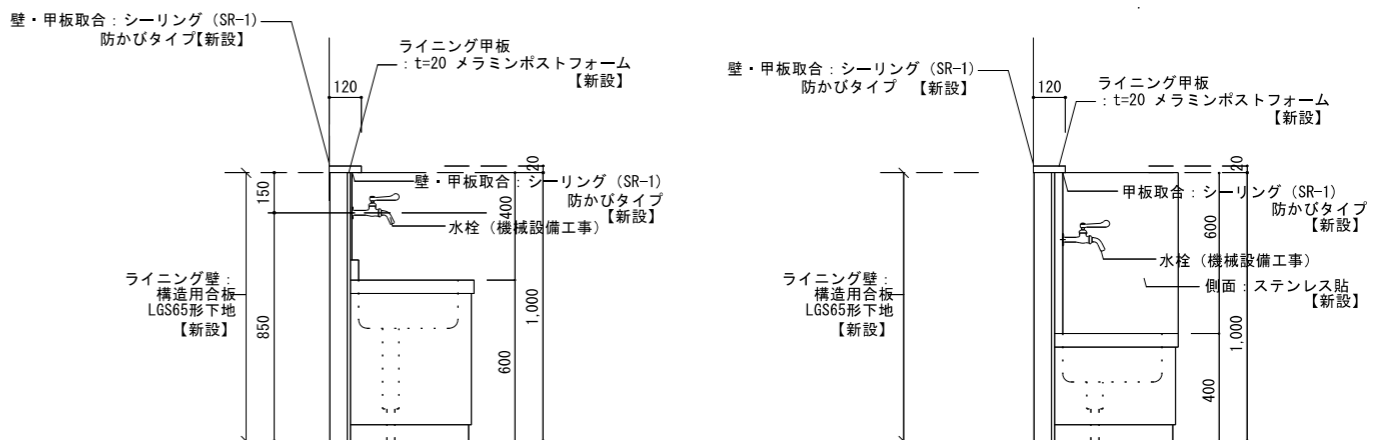 壁・甲板取合：シーリング（SR-1）
防かびタイプ【新設】
ライニング甲板
：t=20 メラミンポストフォーム
【新設】
120
20
150
壁・甲板取合：シーリング（SR-1）
防かびタイプ
【新設】
400
水栓（機械設備工事）
ライニング壁：
構造用合板
LGS65形下地
【新設】
850
1,000
600
壁・甲板取合：シーリング（SR-1）
防かびタイプ 【新設】
ライニング甲板
：t=20 メラミンポストフォーム
【新設】
120
20
甲板取合：シーリング（SR-1）
防かびタイプ
【新設】
600
水栓（機械設備工事）
側面：ステンレス貼
【新設】
ライニング壁：
構造用合板
LGS65形下地
【新設】
1,000
400